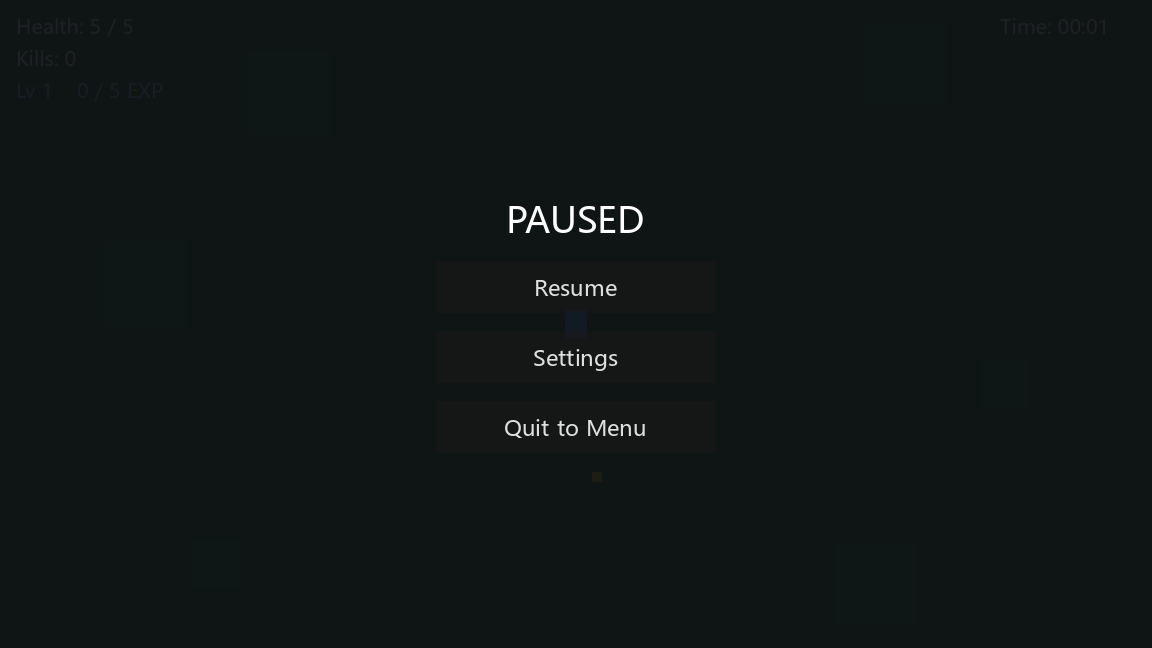 Health: 5 / 5
Time: 00:01
Kills: 0
Lv 1 0 / 5 EXP
PAUSED
Resume
Settings
Quit to Menu